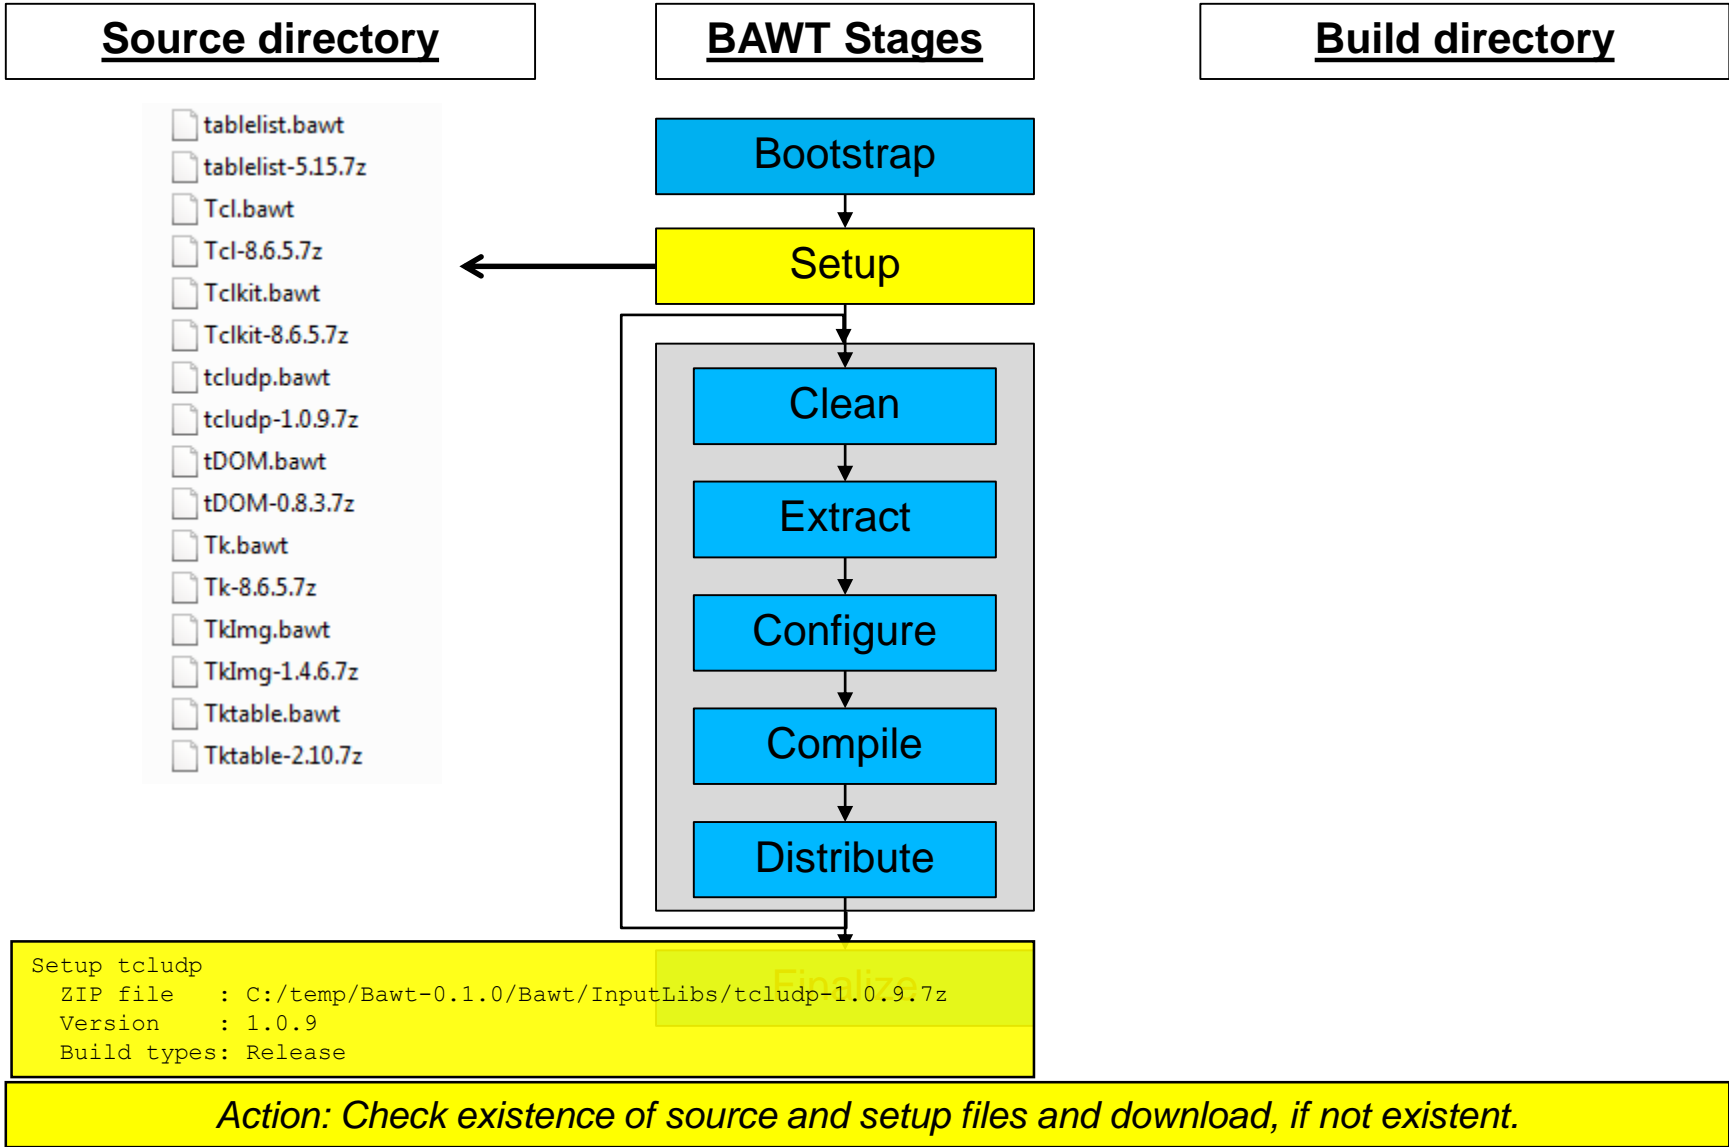 Source directory
BAWT Stages
Build directory
tablelist.bawt
tablelist-5.15.7z
Tcl.bawt
Tcl-8.6.5.7z
Tclkit.bawt
Tclkit-8.6.5.7z
tcludp.bawt
tcludp-1.0.9.7z
tDOM.bawt
tDOM-0.8.3.7z
Tk.bawt
Tk-8.6.5.7z
TkImg.bawt
TkImg-1.4.6.7z
Tktable.bawt
Tktable-2.10.7z
Bootstrap
Setup
Clean
Extract
Configure
Compile
Distribute
Finalize
Setup tcludp
ZIP file : C:/temp/Bawt-0.1.0/Bawt/InputLibs/tcludp-1.0.9.7z
Version : 1.0.9
Build types: Release
Action: Check existence of source and setup files and download, if not existent.